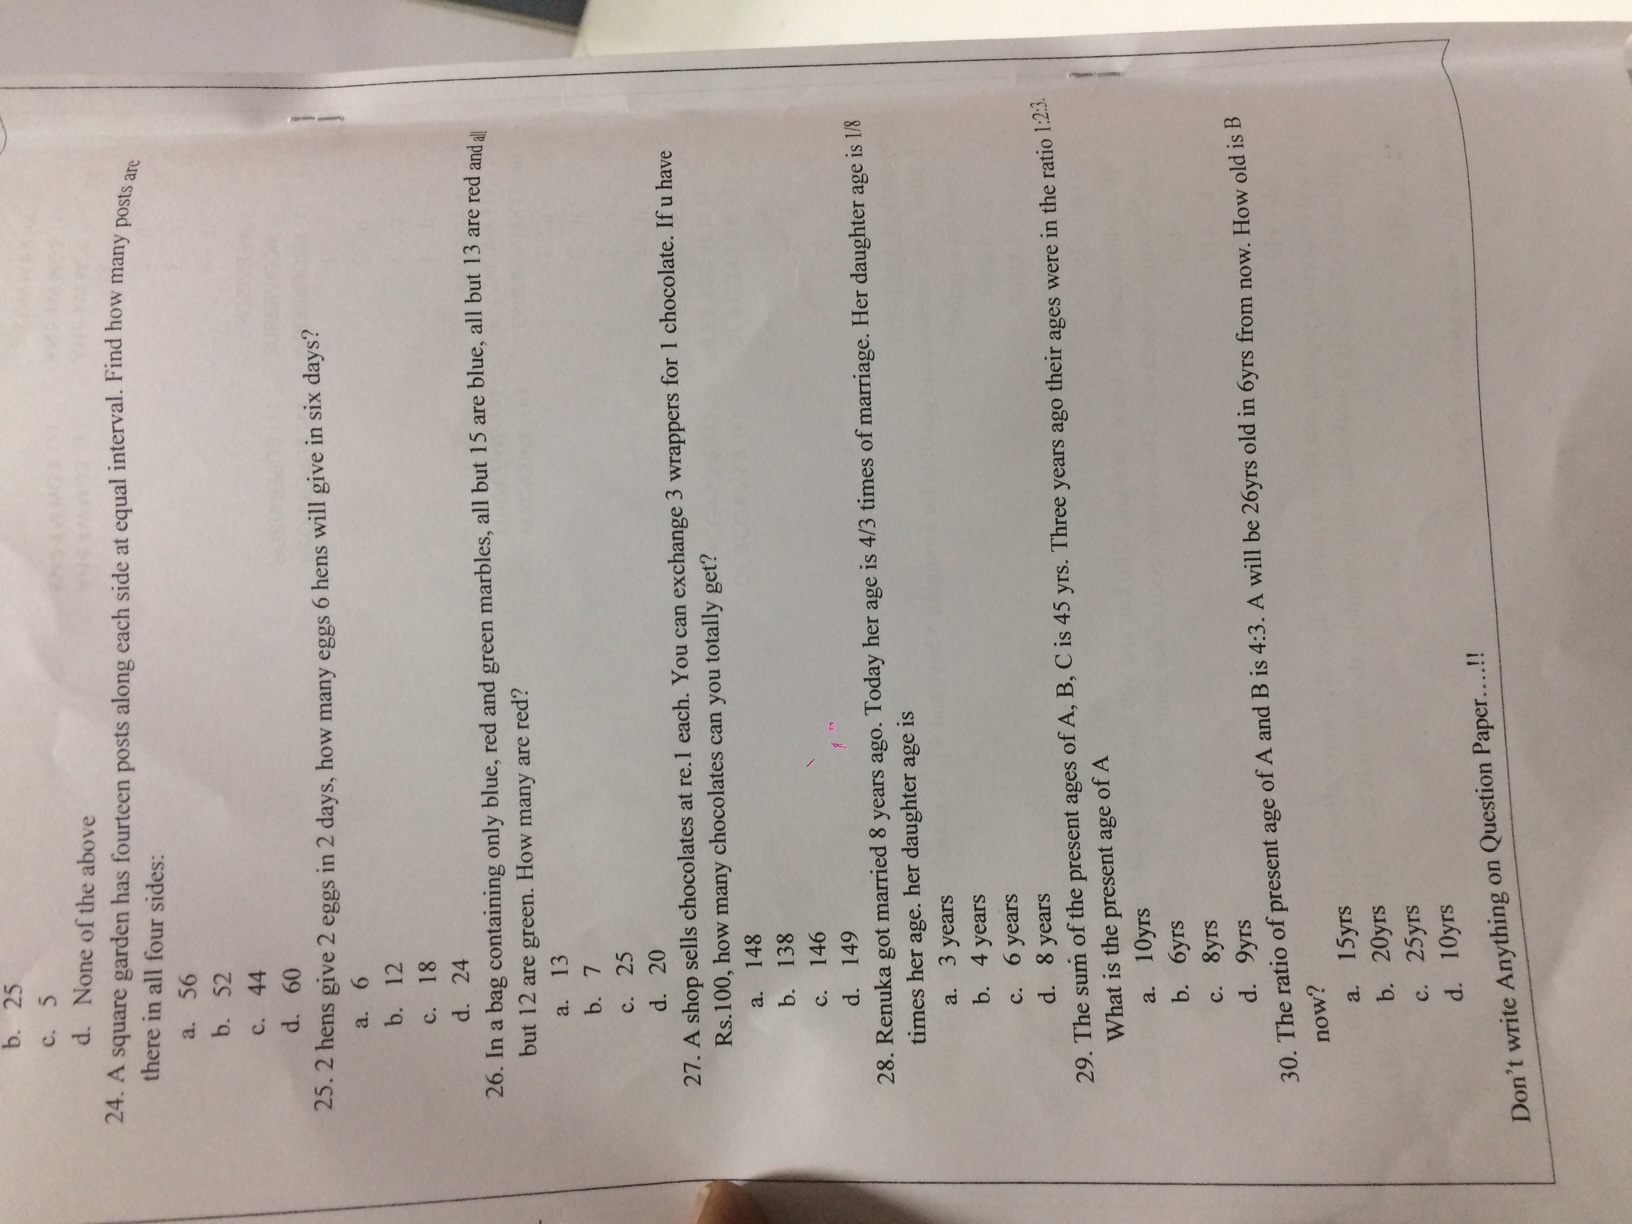 b. 25
c. 5
d. None of the above
24. A square garden has fourteen posts along each side at equal interval. Find how many posts are
there in all four sides:
a. 56
b. 52
c. 44
d. 60
25. 2 hens give 2 eggs in 2 days, how many eggs 6 hens will give in six days?
a. 6
b. 12
c. 18
d. 24
26. In a bag containing only blue, red and green marbles, all but 15 are blue, all but 13 are red and all
but 12 are green. How many are red?
a. 13
b. 7
c. 25
d. 20
27. A shop sells chocolates at re.1 each. You can exchange 3 wrappers for 1 chocolate. If u have
Rs.100, how many chocolates can you totally get?
a. 148
b. 138
c. 146
d. 149
28. Renuka got married 8 years ago. Today her age is 4/3 times of marriage. Her daughter age is 1/8
times her age. her daughter age is
a. 3 years
b. 4 years
c. 6 years
d. 8 years
29. The sum of the present ages of A, B, C is 45 yrs. Three years ago their ages were in the ratio 1:2:3.
What is the present age of A
a. 10yrs
b. 6yrs
c. 8yrs
d. 9yrs
30. The ratio of present age of A and B is 4:3. A will be 26yrs old in 6yrs from now. How old is B
now?
a. 15yrs
b. 20yrs
c. 25yrs
d. 10yrs
Don't write Anything on Question Paper....!!